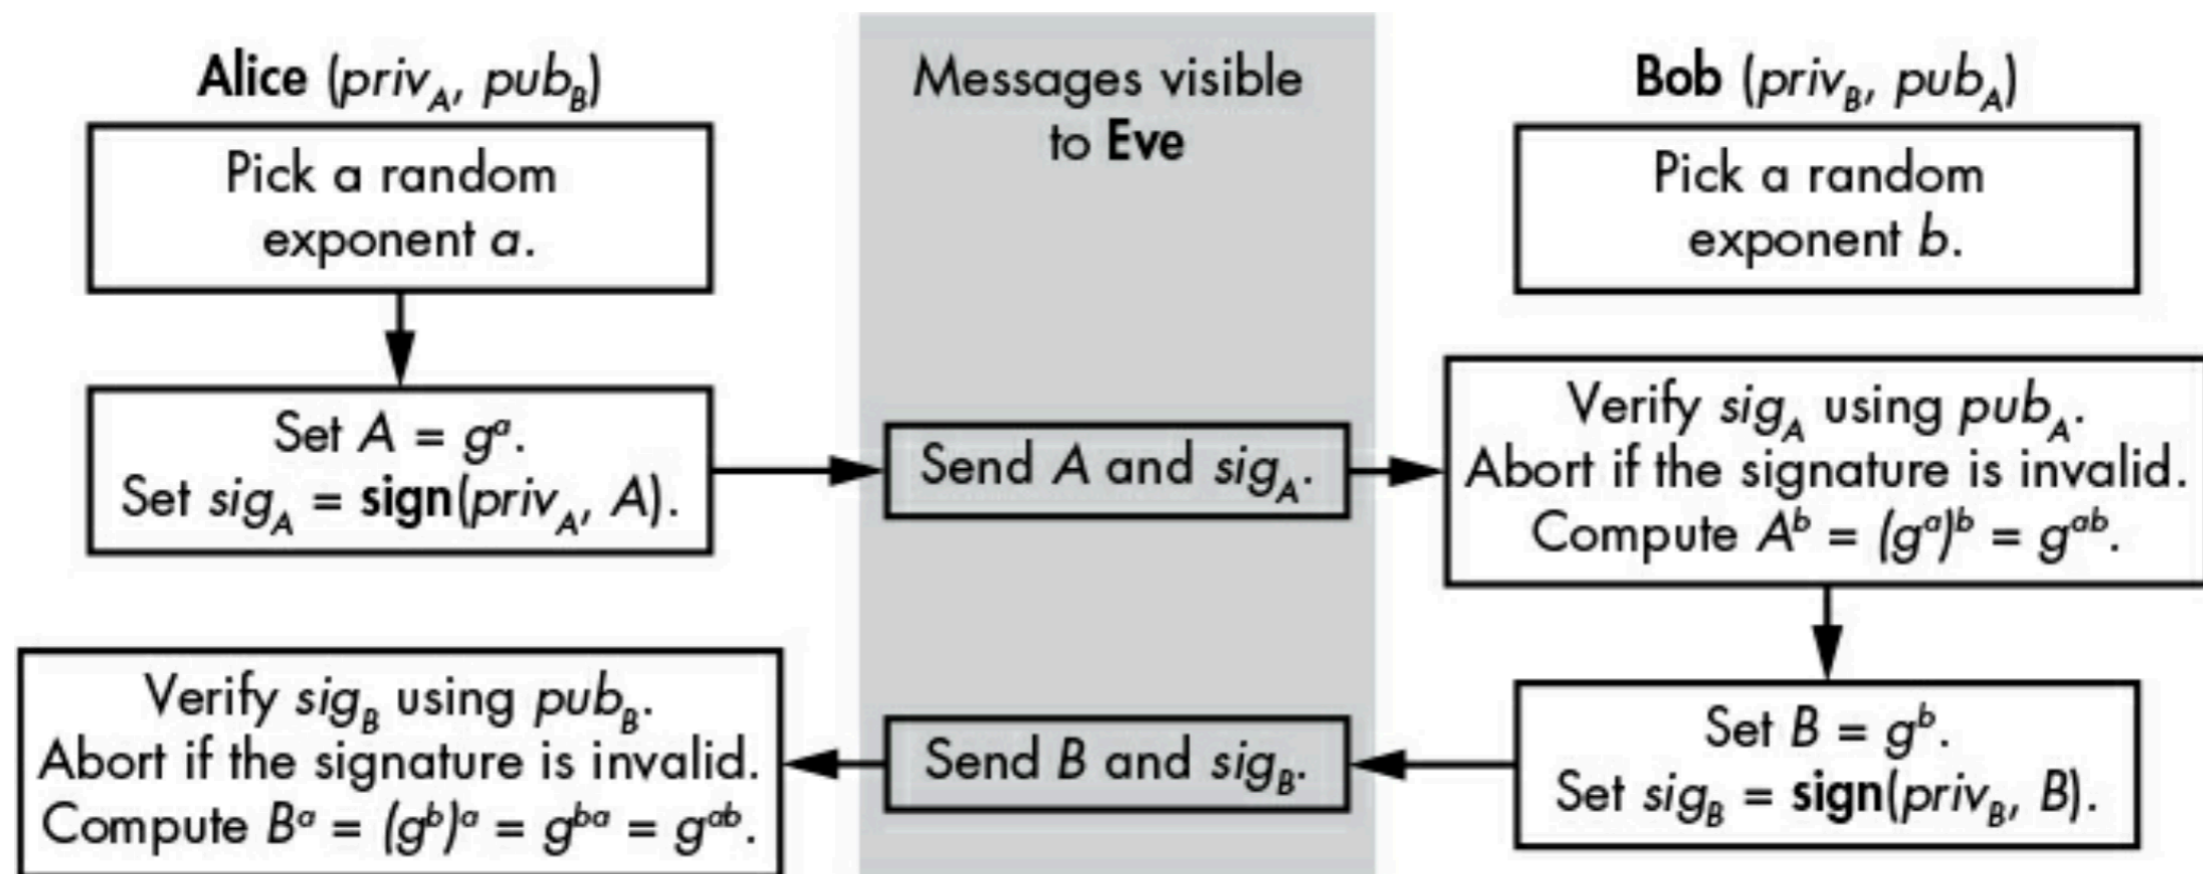 Alice (priv_A, pub_B)
Pick a random
exponent a.
Set A = g^a.
Set sig_A = sign(priv_A, A).
Verify sig_B using pub_B.
Abort if the signature is invalid.
Compute B^a = (g^b)^a = g^ba = g^ab.
Messages visible
to Eve
Send A and sig_A.
Send B and sig_B.
Bob (priv_B, pub_A)
Pick a random
exponent b.
Verify sig_A using pub_A.
Abort if the signature is invalid.
Compute A^b = (g^a)^b = g^ab.
Set B = g^b.
Set sig_B = sign(priv_B, B).